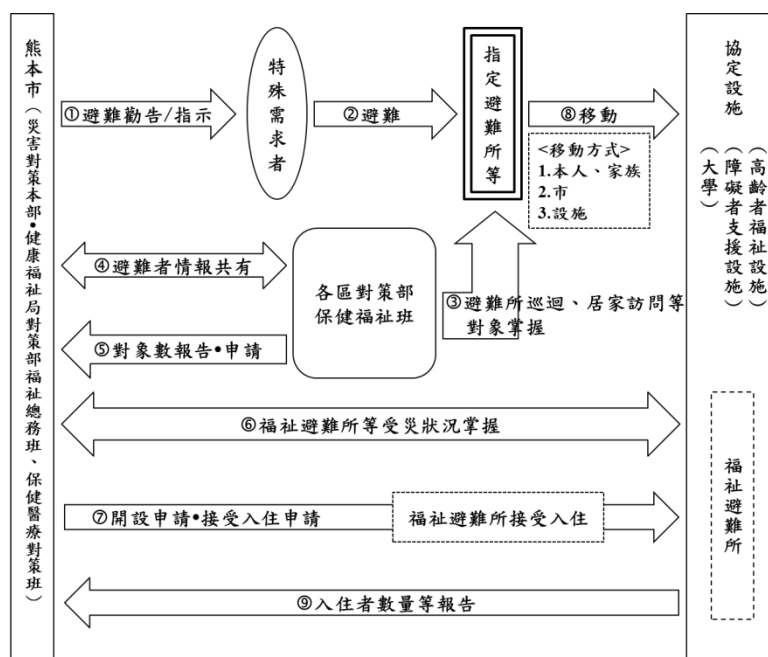 熊本市（災害對策本部•健康福祉局對策部福祉總務班、保健醫療對策班）
①避難勸告/指示
特殊需求者
②避難
指定避難所等
⑧移動
<移動方式>
1.本人、家族
2.市
3.設施
協定設施
（高齡者福祉設施）
（障礙者支援設施）
（大學）
④避難者情報共有
各區對策部
保健福祉班
③避難所巡迴、居家訪問等
對象掌握
⑤對象數報告•申請
⑥福祉避難所等受災狀況掌握
⑦開設申請•接受入住申請
福祉避難所接受入住
福祉避難所
⑨入住者數量等報告